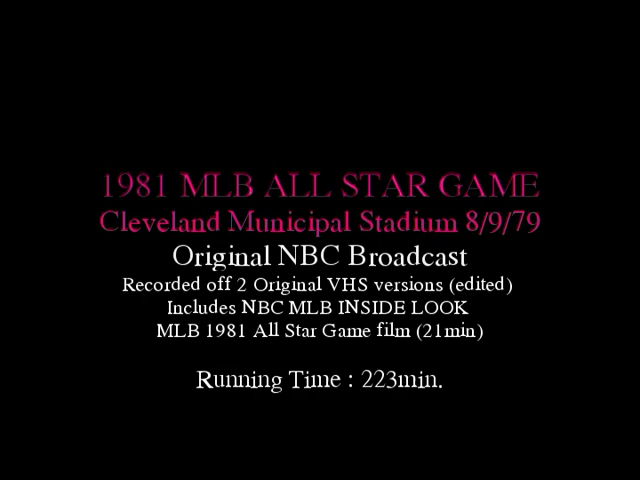 1981 MLB ALL STAR GAME
Cleveland Municipal Stadium 8/9/79
Original NBC Broadcast
Recorded off 2 Original VHS versions (edited)
Includes NBC MLB INSIDE LOOK
MLB 1981 All Star Game film (21min)
Running Time : 223min.